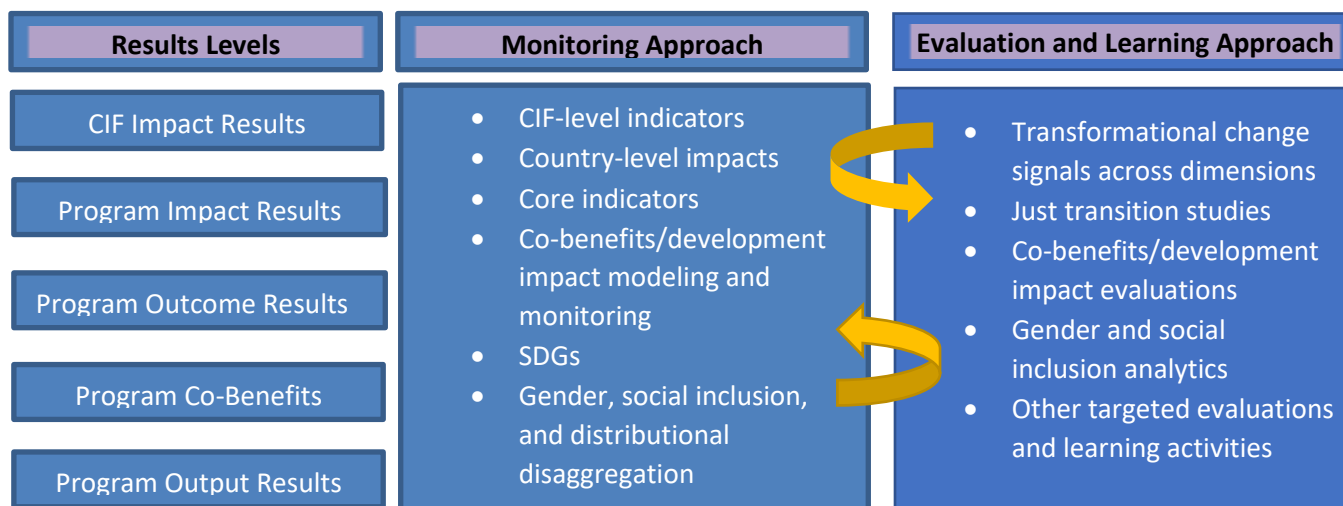 Results Levels
Monitoring Approach
Evaluation and Learning Approach
CIF Impact Results
Program Impact Results
Program Outcome Results
Program Co-Benefits
Program Output Results
• CIF-level indicators
• Country-level impacts
• Core indicators
• Co-benefits/development
impact modeling and
monitoring
• SDGs
• Gender, social inclusion,
and distributional
disaggregation
• Transformational change
signals across dimensions
• Just transition studies
• Co-benefits/development
impact evaluations
• Gender and social
inclusion analytics
• Other targeted evaluations
and learning activities